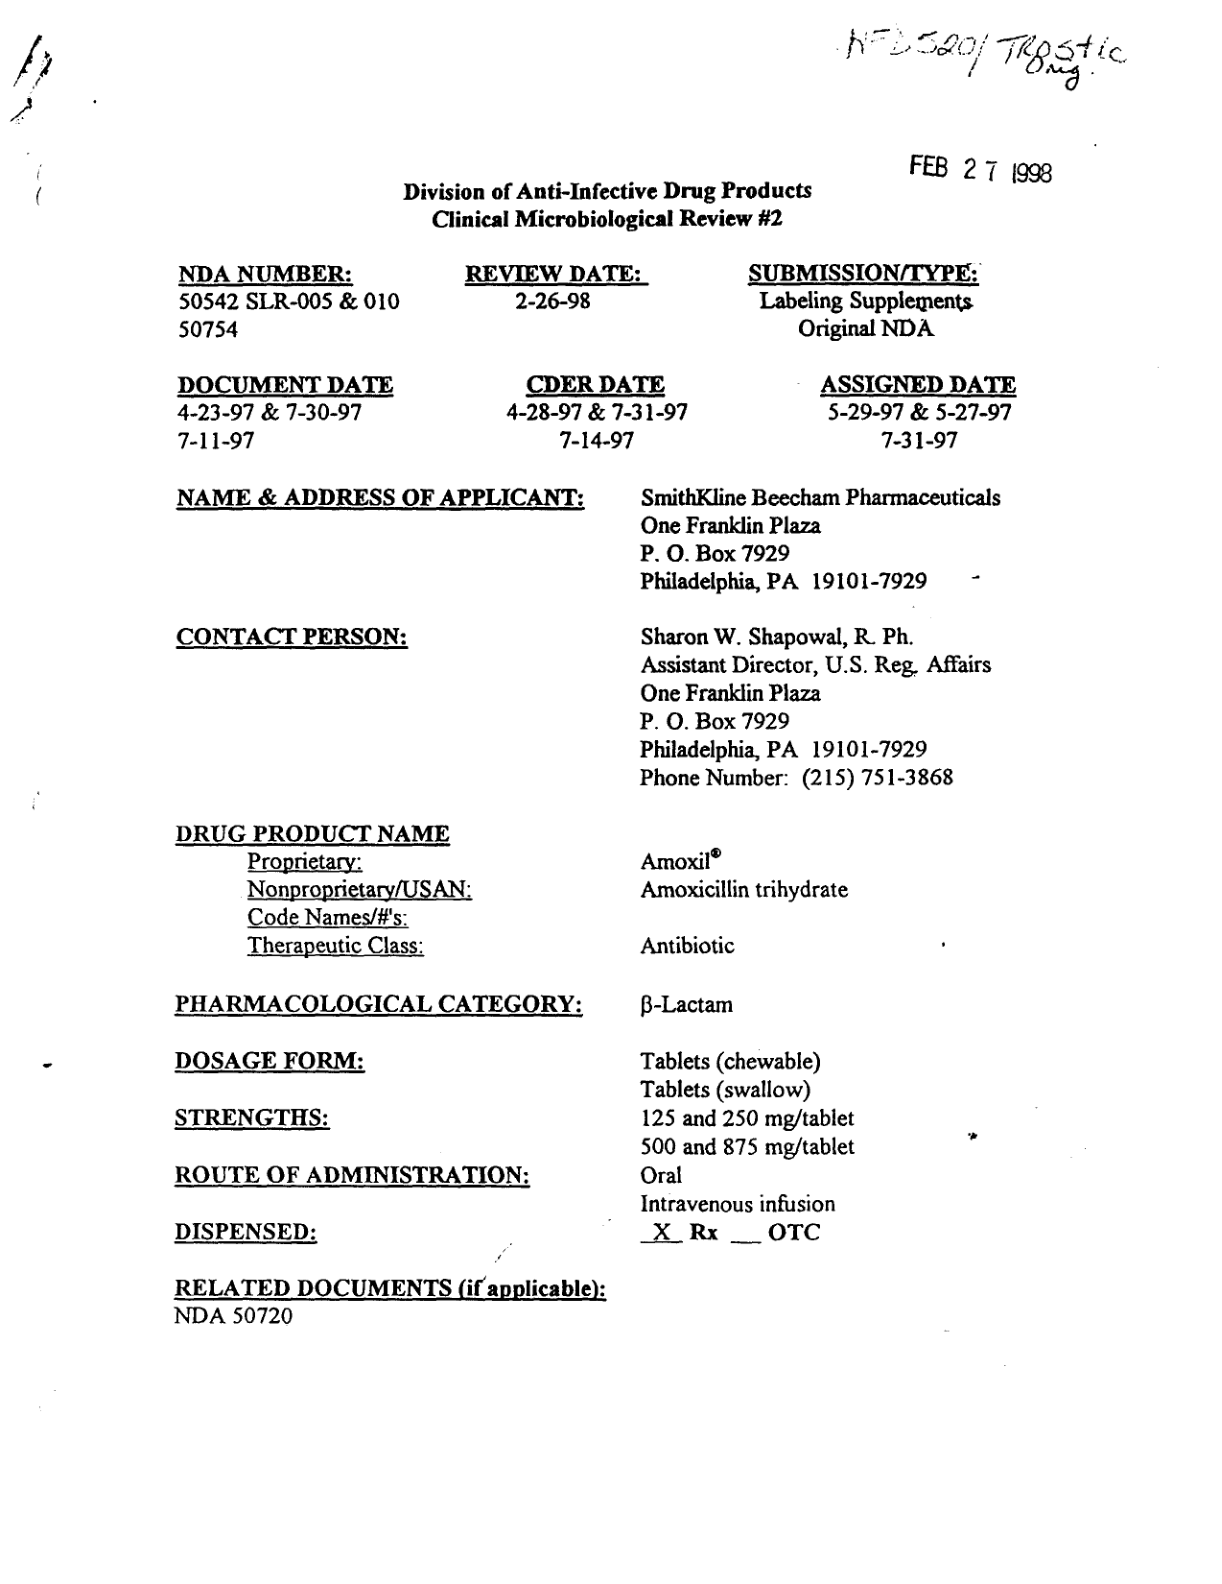 HFD 520/ Trostic
Orig.
FEB 27 1998
Division of Anti-Infective Drug Products
Clinical Microbiological Review #2
NDA NUMBER: REVIEW DATE: SUBMISSION/TYPE:
50542 SLR-005 & 010 2-26-98 Labeling Supplements
50754 Original NDA
DOCUMENT DATE CDER DATE ASSIGNED DATE
4-23-97 & 7-30-97 4-28-97 & 7-31-97 5-29-97 & 5-27-97
7-11-97 7-14-97 7-31-97
NAME & ADDRESS OF APPLICANT: SmithKline Beecham Pharmaceuticals
One Franklin Plaza
P. O. Box 7929
Philadelphia, PA 19101-7929
CONTACT PERSON: Sharon W. Shapowal, R. Ph.
Assistant Director, U.S. Reg. Affairs
One Franklin Plaza
P. O. Box 7929
Philadelphia, PA 19101-7929
Phone Number: (215) 751-3868
DRUG PRODUCT NAME
Proprietary: Amoxil®
Nonproprietary/USAN: Amoxicillin trihydrate
Code Names/#'s:
Therapeutic Class: Antibiotic
PHARMACOLOGICAL CATEGORY: β-Lactam
DOSAGE FORM: Tablets (chewable)
Tablets (swallow)
STRENGTHS: 125 and 250 mg/tablet
500 and 875 mg/tablet
ROUTE OF ADMINISTRATION: Oral
Intravenous infusion
DISPENSED: _X_ Rx __ OTC
RELATED DOCUMENTS (if applicable):
NDA 50720